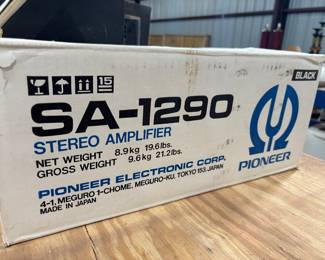 15
BLACK
SA-1290
STEREO AMPLIFIER
NET WEIGHT 8.9kg 19.6lbs.
GROSS WEIGHT 9.6kg 21.2lbs.
PIONEER
PIONEER ELECTRONIC CORP.
4-1, MEGURO 1-CHOME, MEGURO-KU, TOKYO 153, JAPAN
MADE IN JAPAN